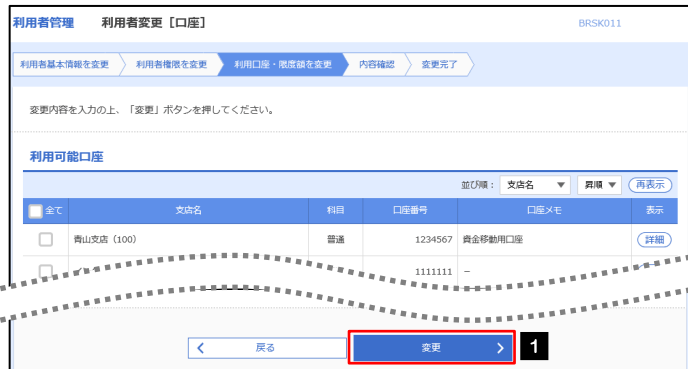 利用者管理 利用者変更［口座］ BRSK011
利用者基本情報を変更 利用者権限を変更 利用口座・限度額を変更 内容確認 変更完了
変更内容を入力の上、「変更」ボタンを押してください。
利用可能口座
並び順： 支店名 ▼ 昇順 ▼ 再表示
全て 支店名 科目 口座番号 口座メモ 表示
青山支店（100） 普通 1234567 資金移動用口座 詳細
1111111 －
戻る 変更 1